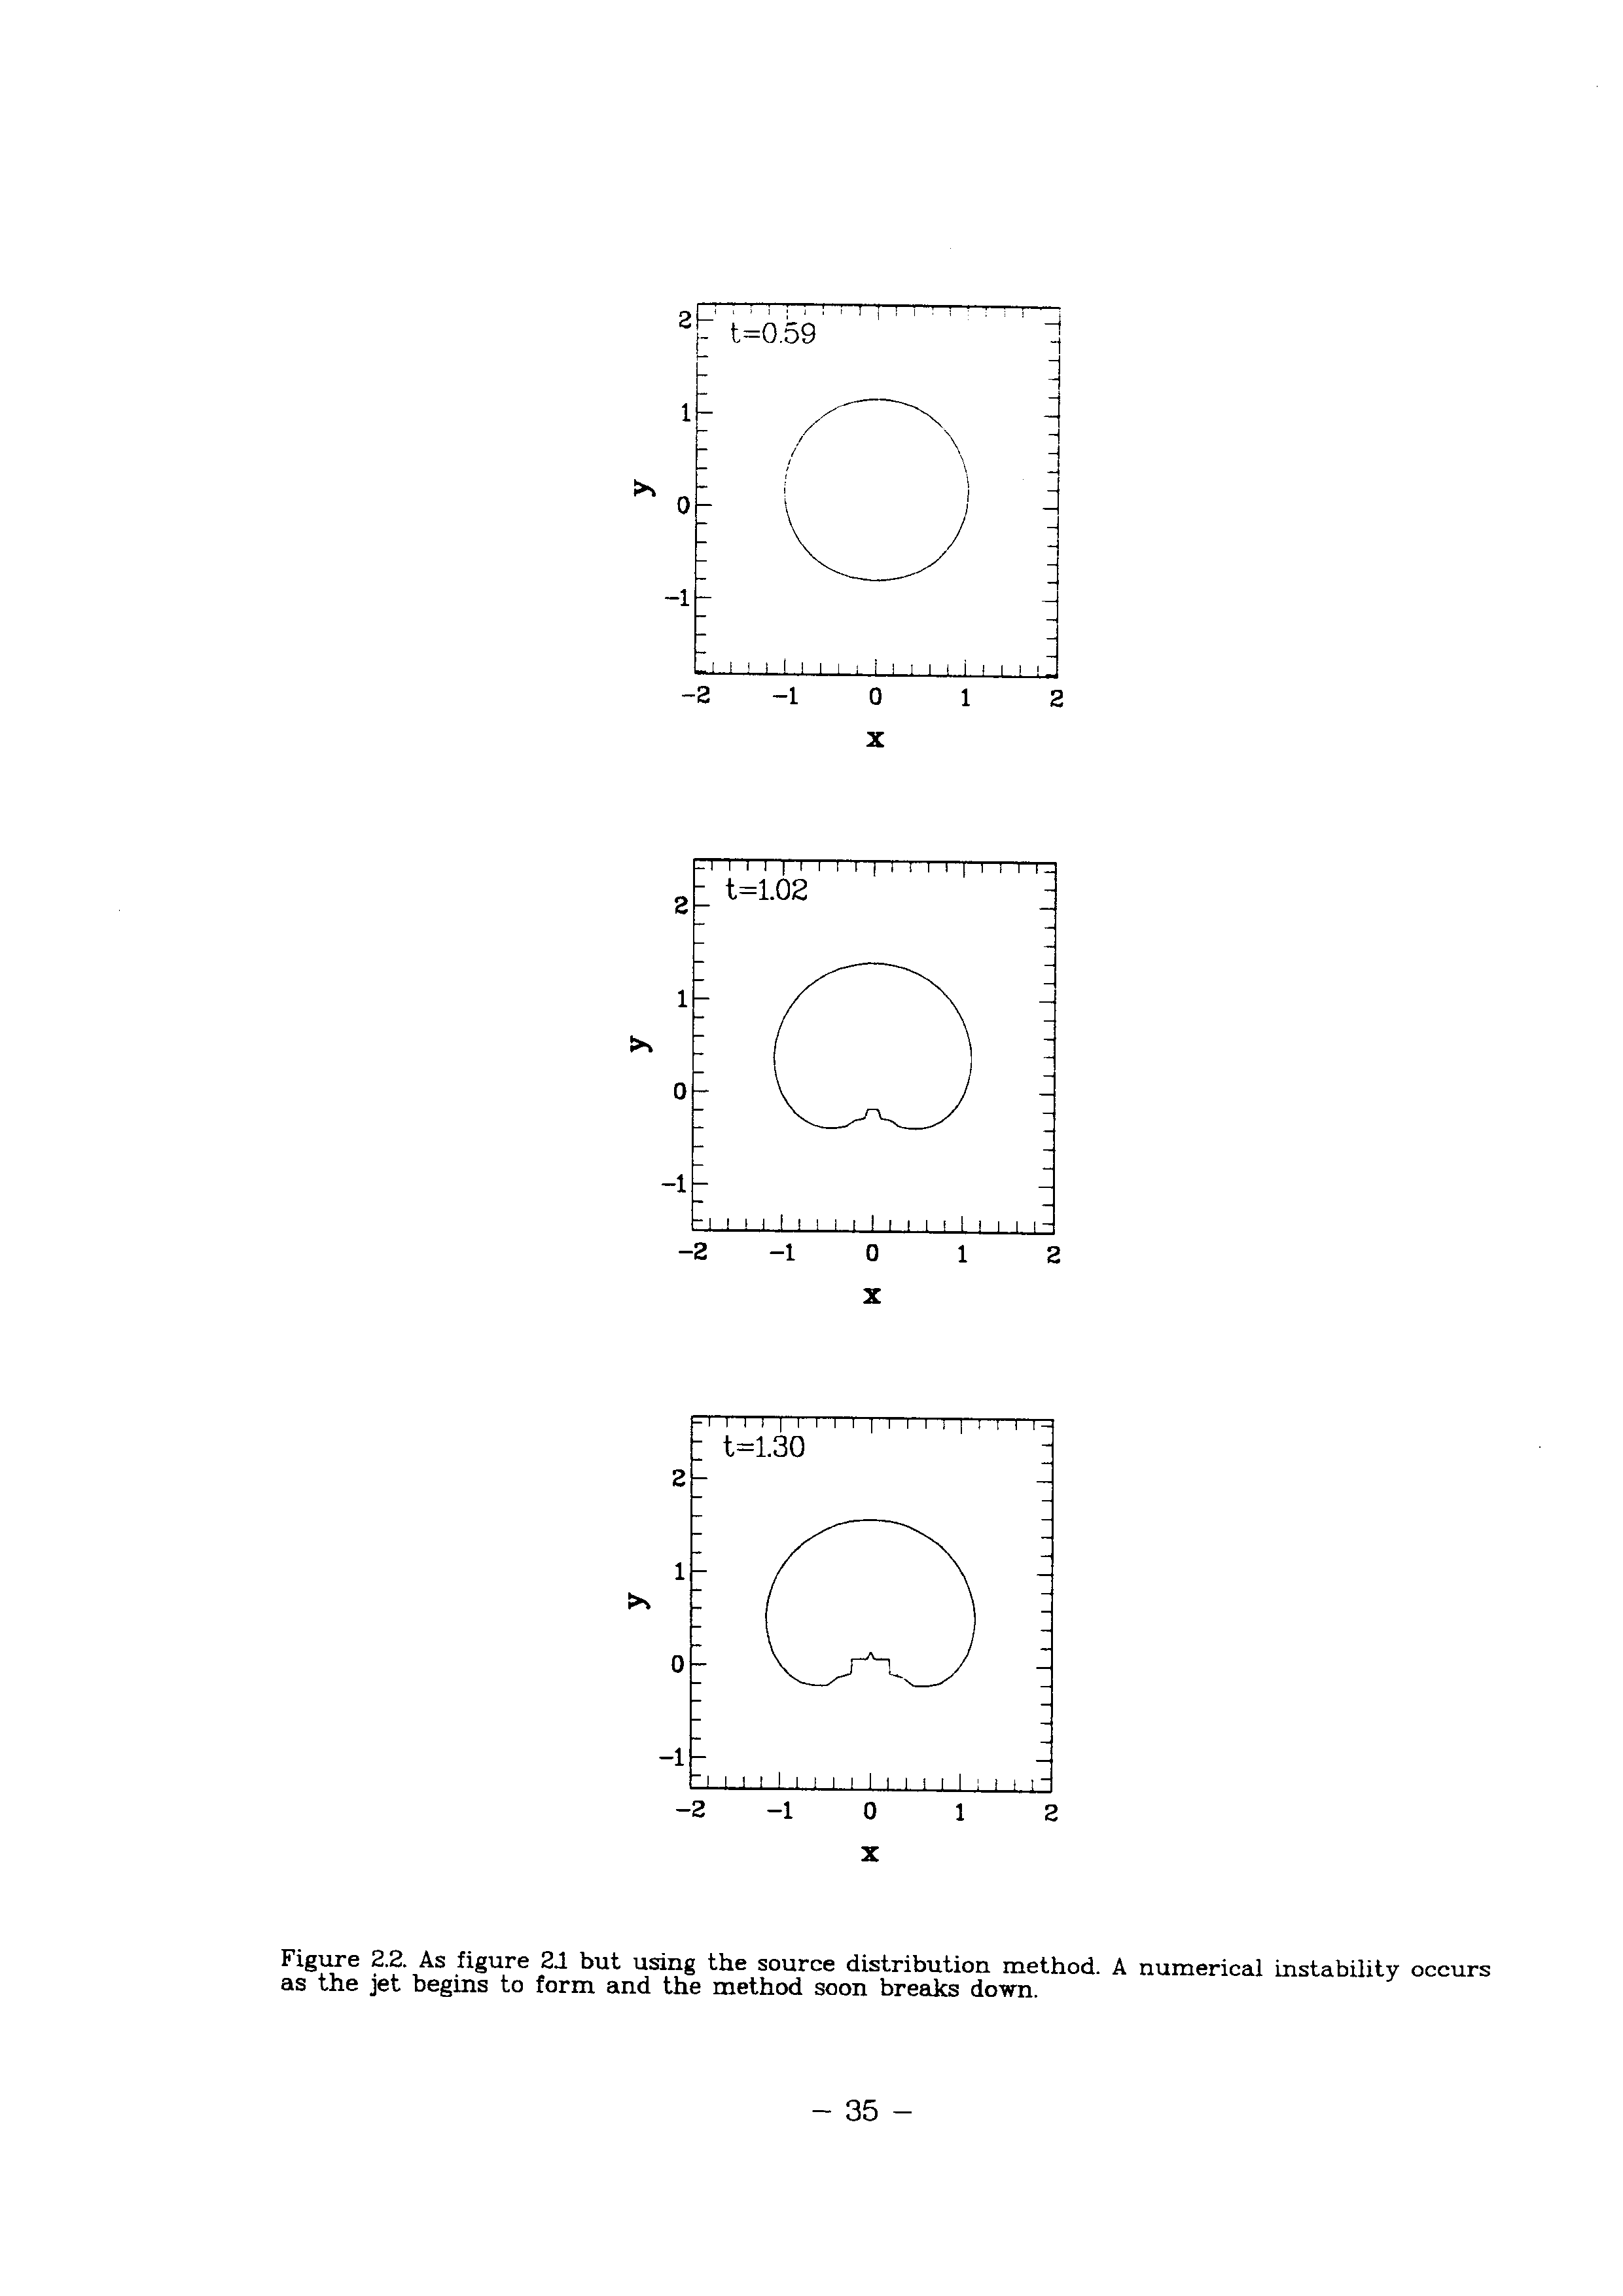 t=0.59
2
1
0
-1
y
-2 -1 0 1 2
x
t=1.02
2
1
0
-1
y
-2 -1 0 1 2
x
t=1.30
2
1
0
-1
y
-2 -1 0 1 2
x
Figure 2.2. As figure 2.1 but using the source distribution method. A numerical instability occurs
as the jet begins to form and the method soon breaks down.
- 35 -